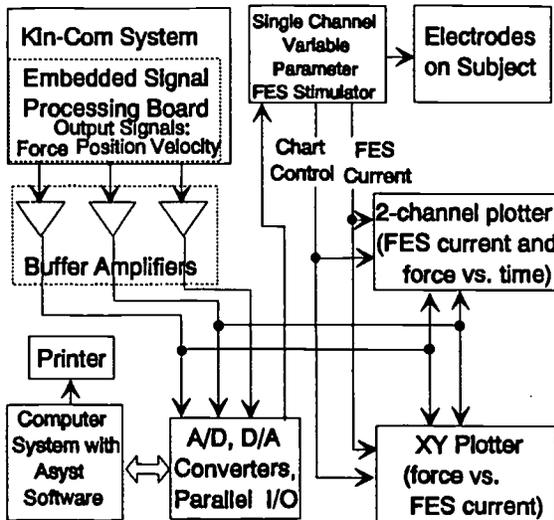 Kin-Com System
Embedded Signal
Processing Board
Output Signals:
Force Position Velocity
Buffer Amplifiers
Single Channel
Variable
Parameter
FES Stimulator
Electrodes
on Subject
Chart
Control
FES
Current
2-channel plotter
(FES current and
force vs. time)
Printer
Computer
System with
Asyst
Software
A/D, D/A
Converters,
Parallel I/O
XY Plotter
(force vs.
FES current)